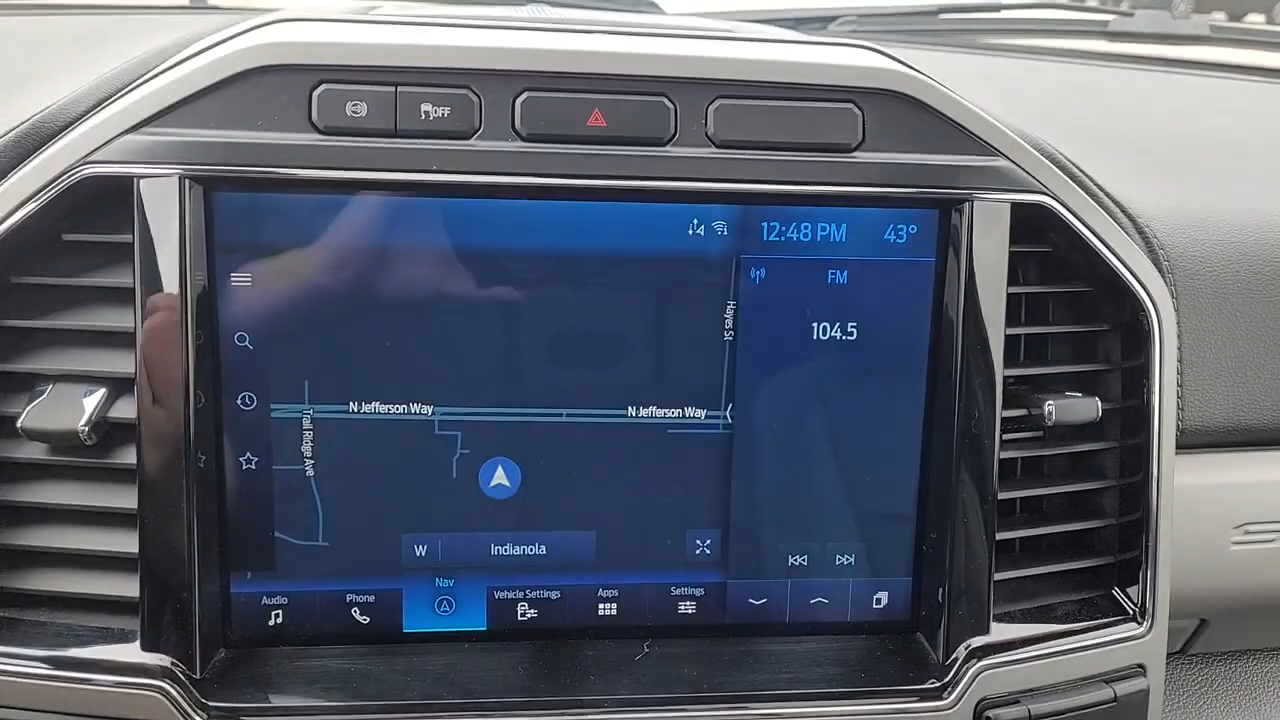 OFF
12:48 PM 43°
FM
104.5
Hayes St
N Jefferson Way
N Jefferson Way
Trail Ridge Ave
W
Indianola
Audio
Phone
Nav
Vehicle Settings
Apps
Settings